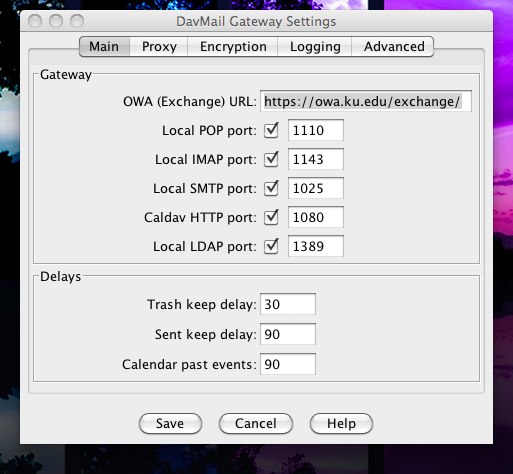 DavMail Gateway Settings
Main Proxy Encryption Logging Advanced
Gateway
OWA (Exchange) URL: https://owa.ku.edu/exchange/
Local POP port: 1110
Local IMAP port: 1143
Local SMTP port: 1025
Caldav HTTP port: 1080
Local LDAP port: 1389
Delays
Trash keep delay: 30
Sent keep delay: 90
Calendar past events: 90
Save Cancel Help